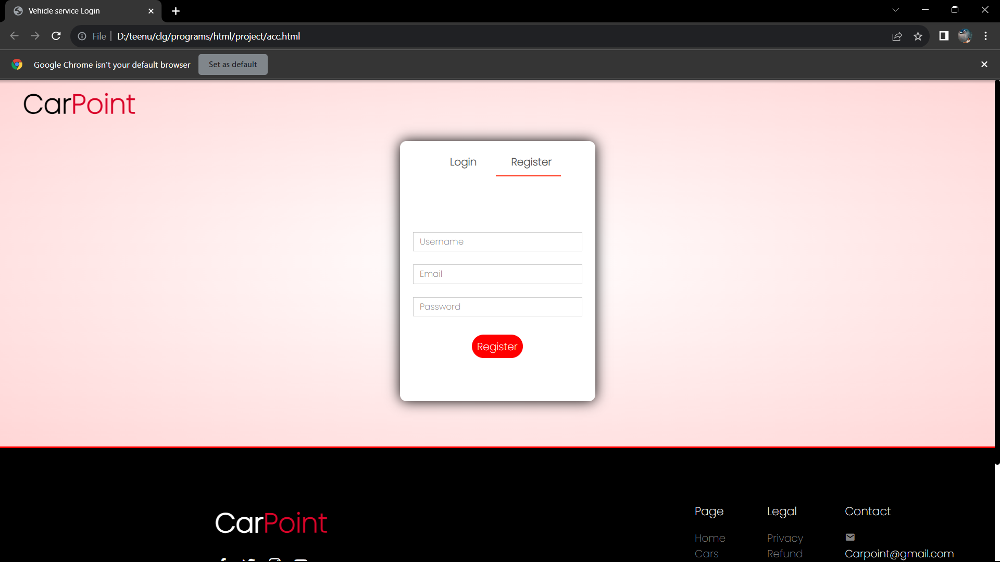 Vehicle service Login
File D:/teenu/clg/programs/html/project/acc.html
Google Chrome isn't your default browser Set as default
CarPoint
Login Register
Username
Email
Password
Register
CarPoint
Page Legal Contact
Home Privacy
Cars Refund Carpoint@gmail.com